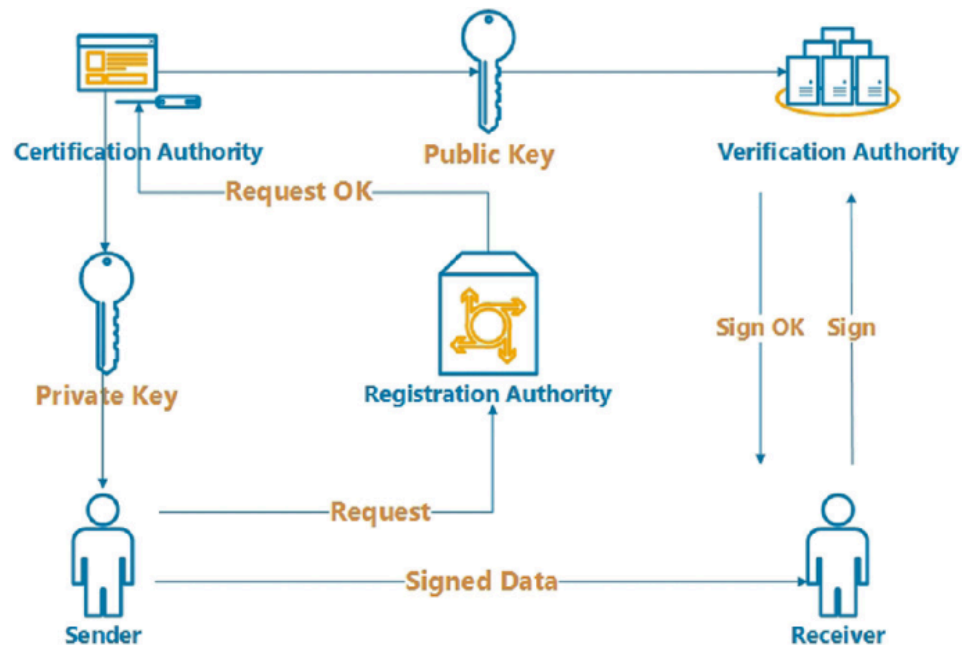 Certification Authority
Public Key
Verification Authority
Request OK
Sign OK
Sign
Private Key
Registration Authority
Request
Signed Data
Sender
Receiver